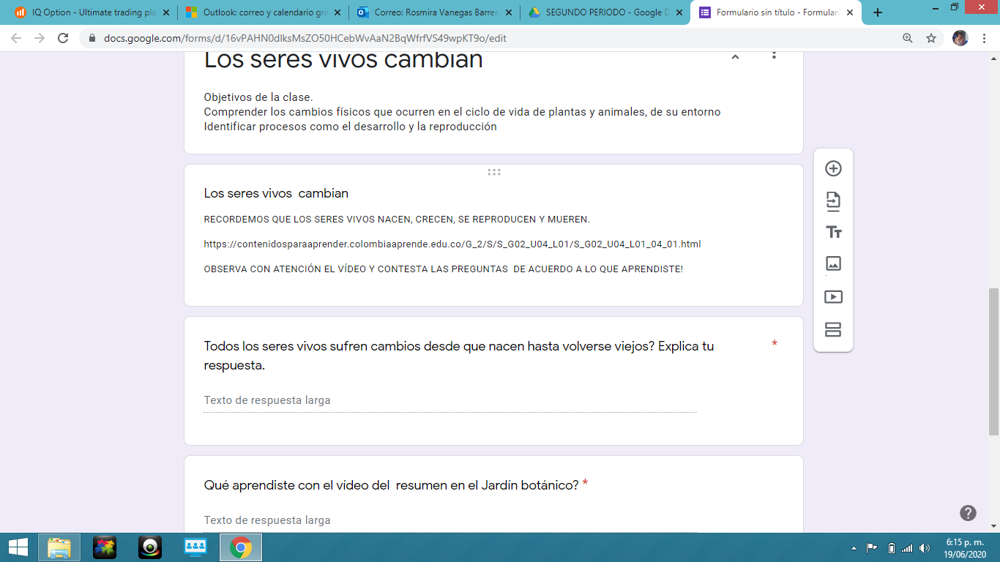 IQ Option - Ultimate trading pla
Outlook: correo y calendario gra
Correo: Rosmira Vanegas Barrer
SEGUNDO PERIODO - Google D
Formulario sin título - Formular
docs.google.com/forms/d/16vPAHN0dlksMsZO50HCebWvAaN2BqWfrfVS49wpKT9o/edit
Los seres vivos cambian
Objetivos de la clase.
Comprender los cambios físicos que ocurren en el ciclo de vida de plantas y animales, de su entorno
Identificar procesos como el desarrollo y la reproducción
Los seres vivos  cambian
RECORDEMOS QUE LOS SERES VIVOS NACEN, CRECEN, SE REPRODUCEN Y MUEREN.
https://contenidosparaaprender.colombiaaprende.edu.co/G_2/S/S_G02_U04_L01/S_G02_U04_L01_04_01.html
OBSERVA CON ATENCIÓN EL VÍDEO Y CONTESTA LAS PREGUNTAS  DE ACUERDO A LO QUE APRENDISTE!
Todos los seres vivos sufren cambios desde que nacen hasta volverse viejos? Explica tu *
respuesta.
Texto de respuesta larga
Qué aprendiste con el vídeo del  resumen en el Jardín botánico? *
Texto de respuesta larga
6:15 p. m.
19/06/2020